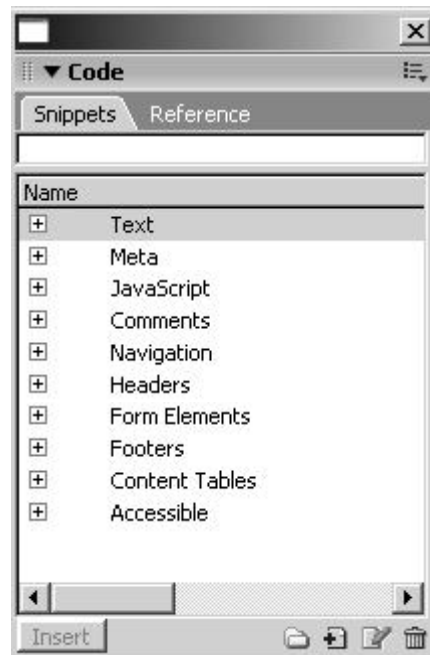 Code
Snippets Reference
Name
Text
Meta
JavaScript
Comments
Navigation
Headers
Form Elements
Footers
Content Tables
Accessible
Insert